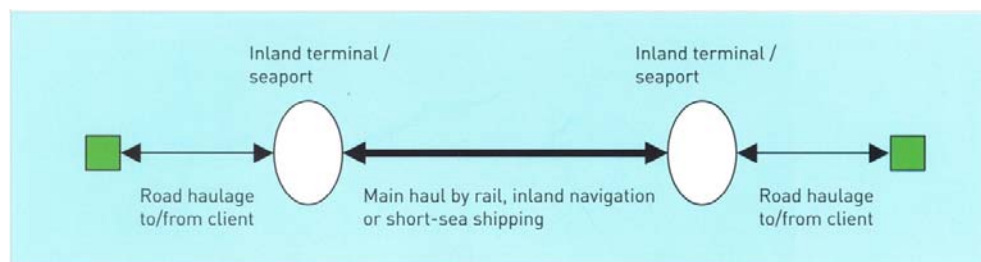 Inland terminal /
seaport
Inland terminal /
seaport
Road haulage
to/from client
Main haul by rail, inland navigation
or short-sea shipping
Road haulage
to/from client